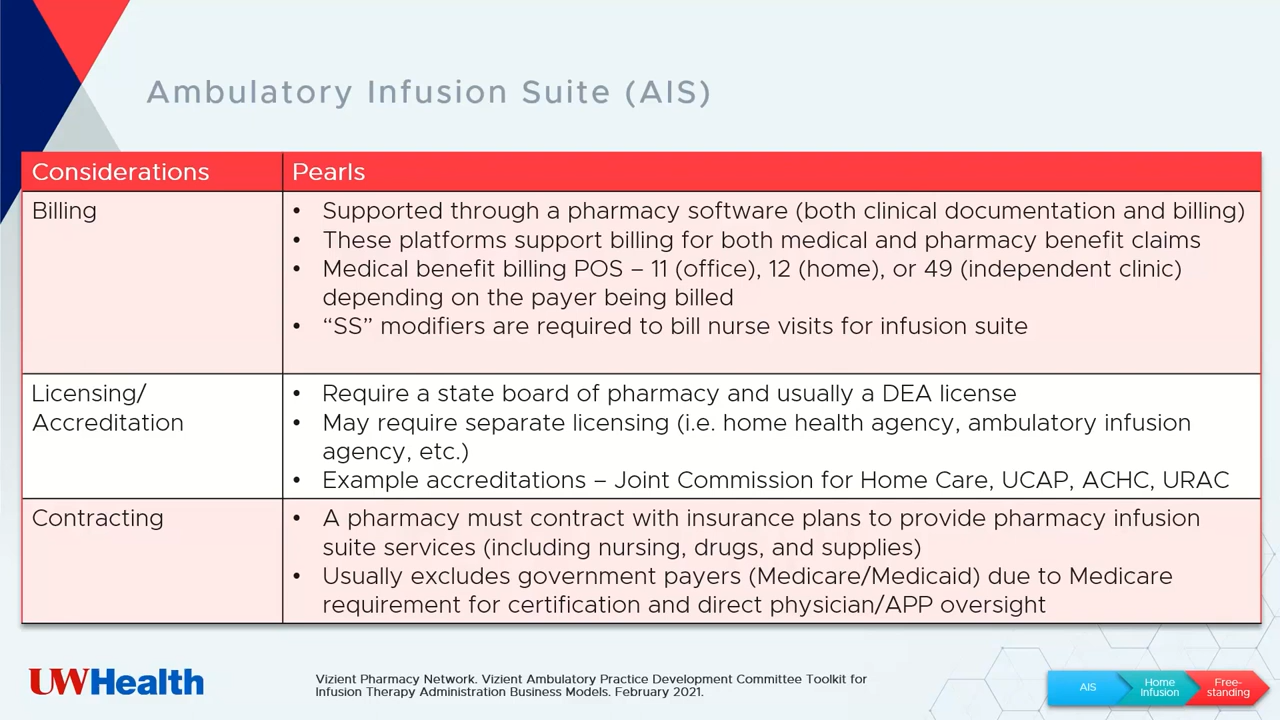 Ambulatory Infusion Suite (AIS)
Considerations
Pearls
Billing
• Supported through a pharmacy software (both clinical documentation and billing)
• These platforms support billing for both medical and pharmacy benefit claims
• Medical benefit billing POS – 11 (office), 12 (home), or 49 (independent clinic)
depending on the payer being billed
• “SS” modifiers are required to bill nurse visits for infusion suite
Licensing/
Accreditation
• Require a state board of pharmacy and usually a DEA license
• May require separate licensing (i.e. home health agency, ambulatory infusion
agency, etc.)
• Example accreditations – Joint Commission for Home Care, UCAP, ACHC, URAC
Contracting
• A pharmacy must contract with insurance plans to provide pharmacy infusion
suite services (including nursing, drugs, and supplies)
• Usually excludes government payers (Medicare/Medicaid) due to Medicare
requirement for certification and direct physician/APP oversight
UWHealth
Vizient Pharmacy Network. Vizient Ambulatory Practice Development Committee Toolkit for
Infusion Therapy Administration Business Models. February 2021.
AIS
Home
Infusion
Free-
standing